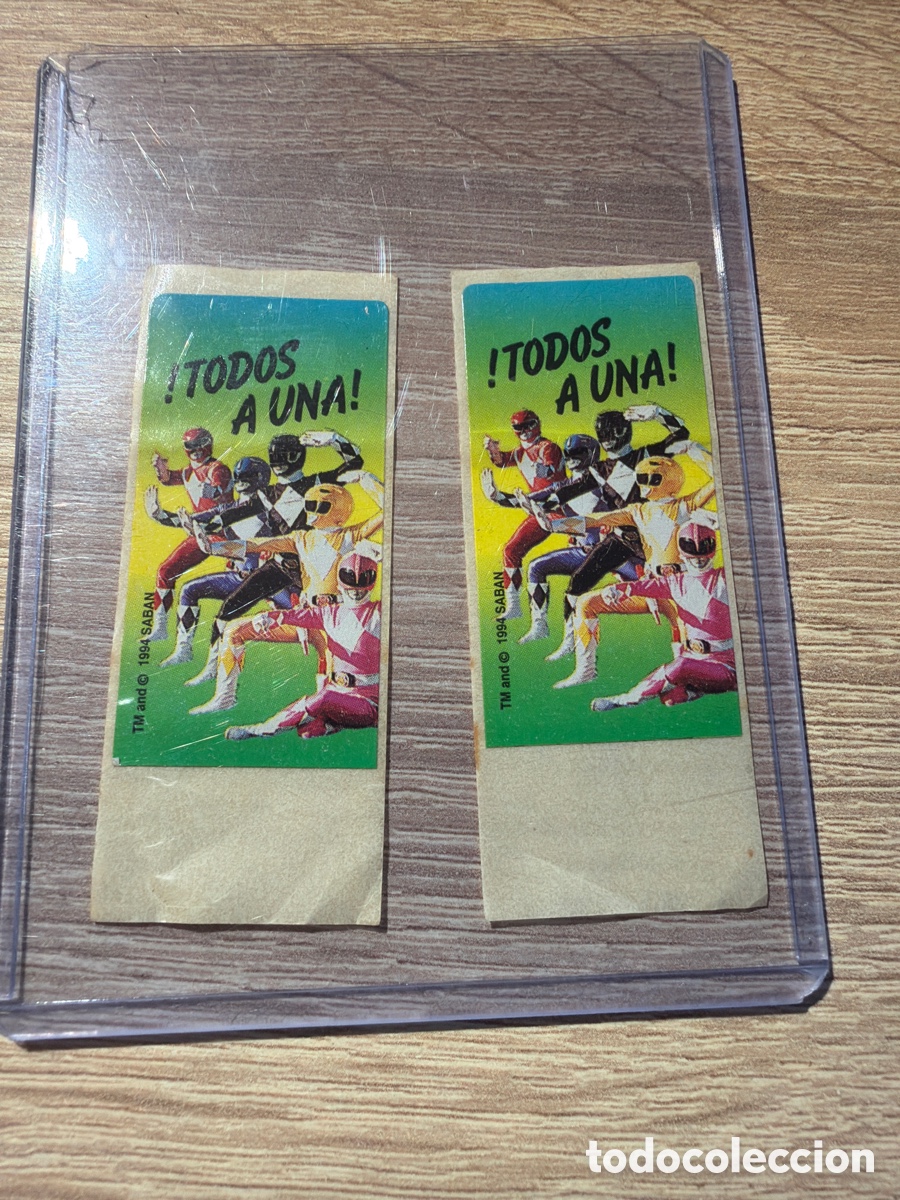 !TODOS
A UNA!
TM and © 1994 SABAN
!TODOS
A UNA!
TM and © 1994 SABAN
todocoleccion